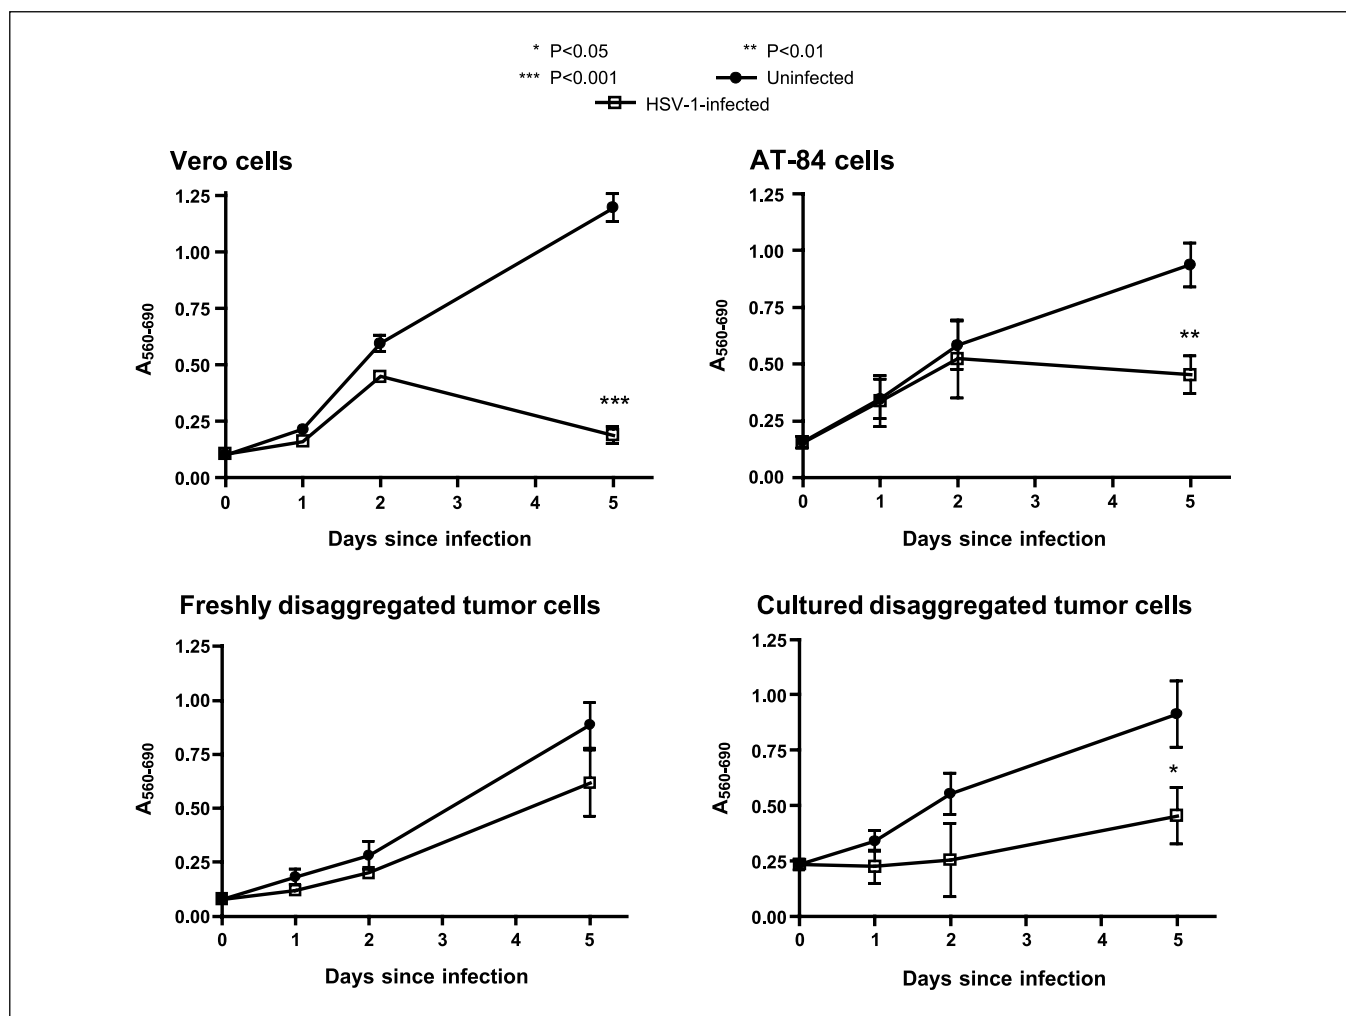 * P<0.05 ** P<0.01
*** P<0.001 Uninfected
HSV-1-infected
Vero cells
1.25
1.00
0.75
0.50
0.25
0.00
A560-690
***
0 1 2 3 4 5
Days since infection
AT-84 cells
1.25
1.00
0.75
0.50
0.25
0.00
A560-690
**
0 1 2 3 4 5
Days since infection
Freshly disaggregated tumor cells
1.25
1.00
0.75
0.50
0.25
0.00
A560-690
0 1 2 3 4 5
Days since infection
Cultured disaggregated tumor cells
1.25
1.00
0.75
0.50
0.25
0.00
A560-690
*
0 1 2 3 4 5
Days since infection